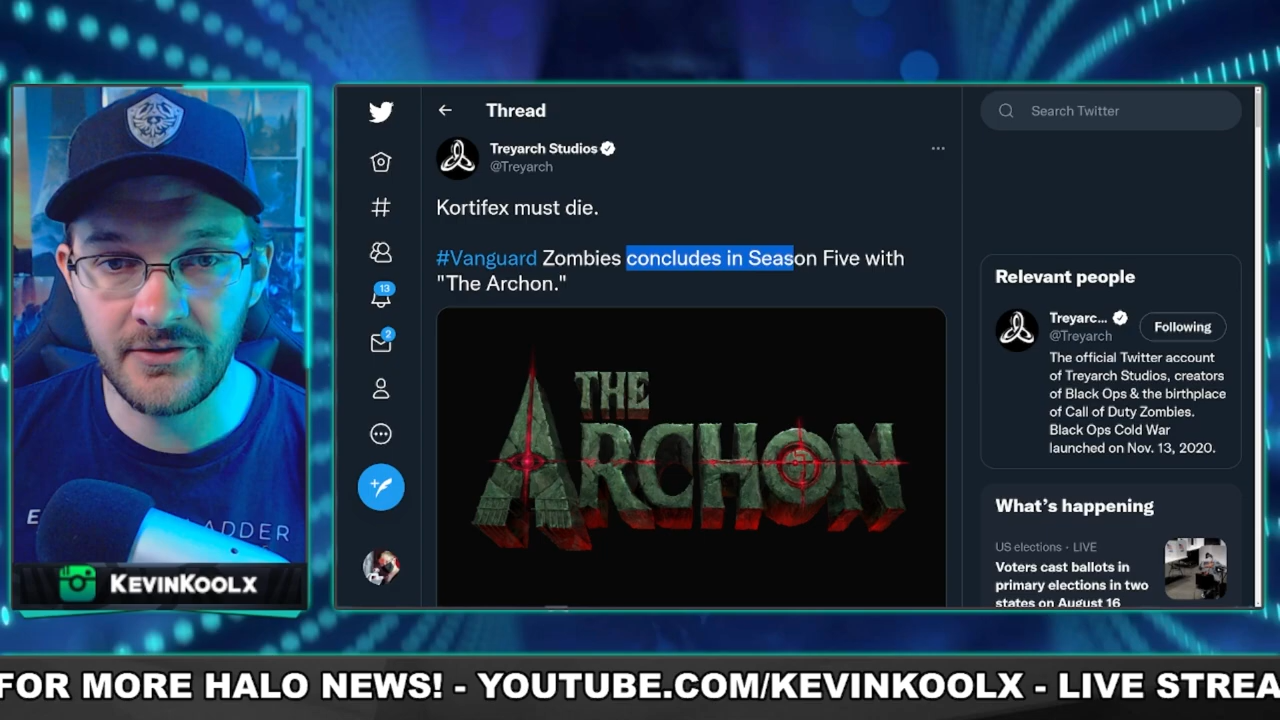 Thread
Search Twitter
Treyarch Studios
@Treyarch
Kortifex must die.
#Vanguard Zombies concludes in Season Five with
"The Archon."
THE
ARCHON
13
2
Relevant people
Treyarc...
@Treyarch
Following
The official Twitter account
of Treyarch Studios, creators
of Black Ops & the birthplace
of Call of Duty Zombies.
Black Ops Cold War
launched on Nov. 13, 2020.
What's happening
US elections · LIVE
Voters cast ballots in
primary elections in two
states on August 16
KEVINKOOLX
FOR MORE HALO NEWS! - YOUTUBE.COM/KEVINKOOLX - LIVE STREA